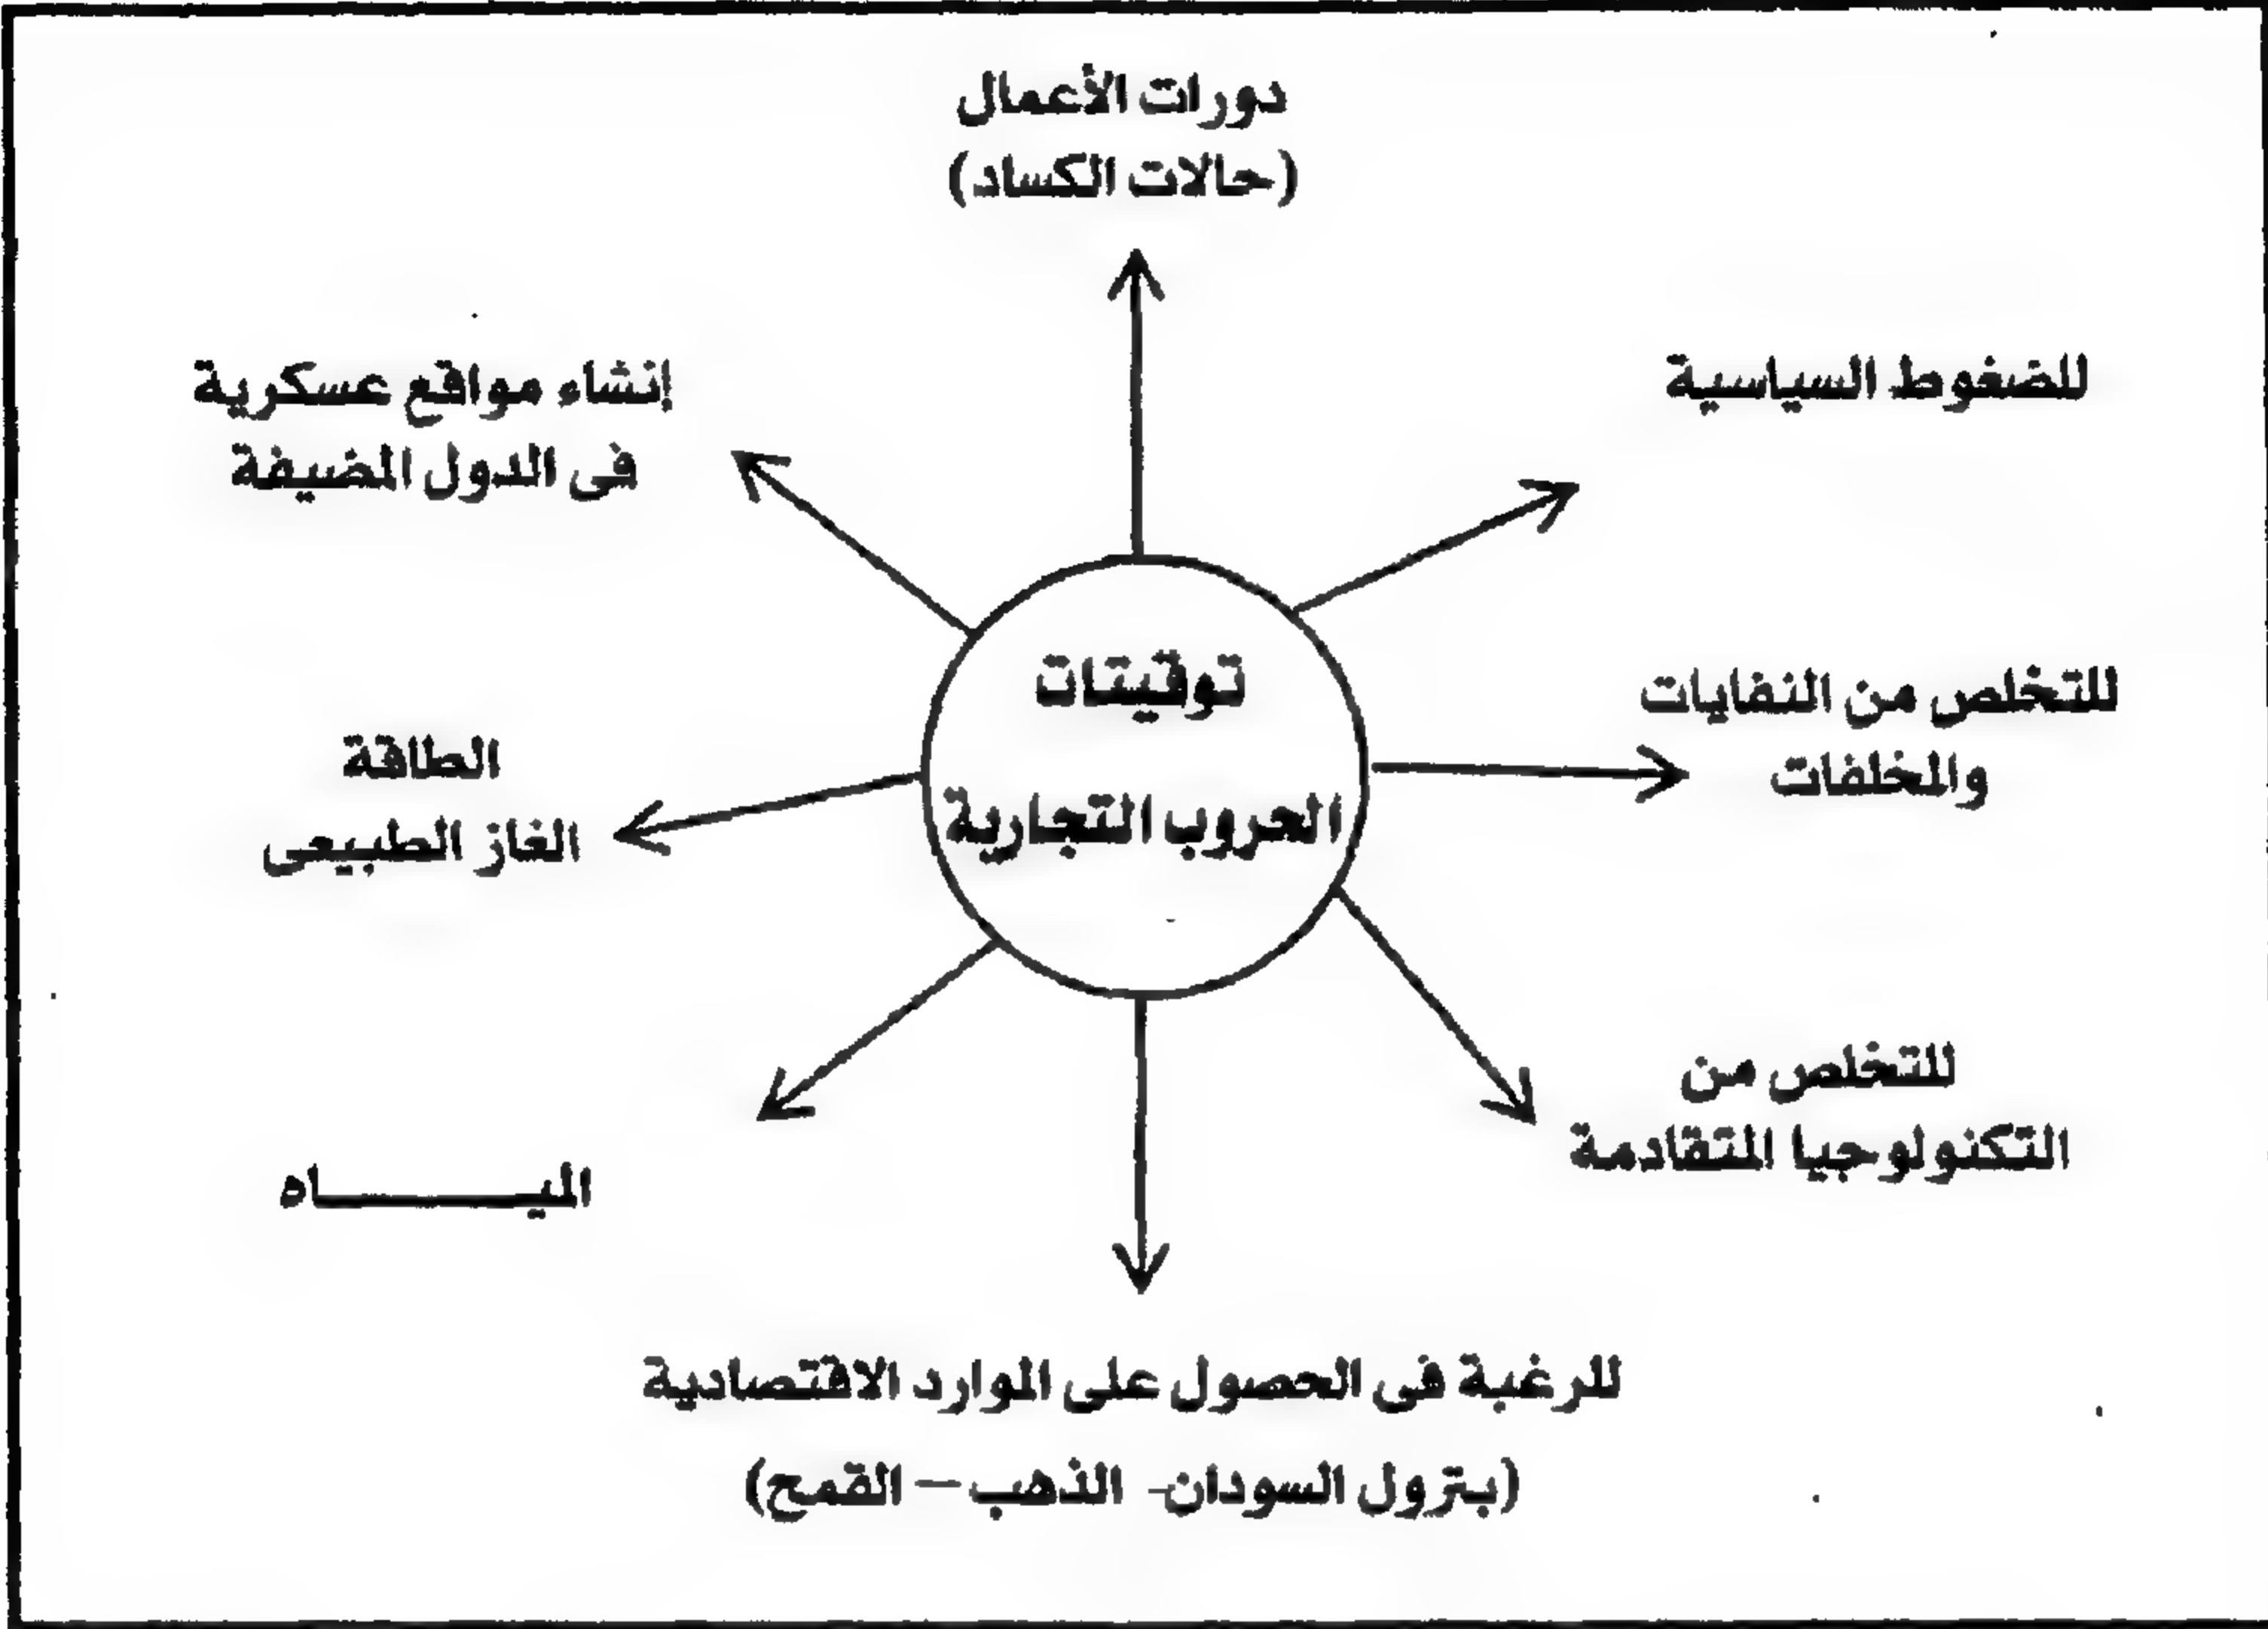 دورات الأعمال
(حالات الكساد)
للضغوط السياسية
إنشاء مواقع عسكرية
فى الدول المضيفة
توقيتات
الحروب التجارية
للتخلص من النفايات
والمخلفات
الطاقة
الغاز الطبيعى
للتخلص من
التكنولوجيا المتقادمة
الميـــــــــاه
للرغبة فى الحصول على الموارد الاقتصادية
(بترول السودان- الذهب – القمح)